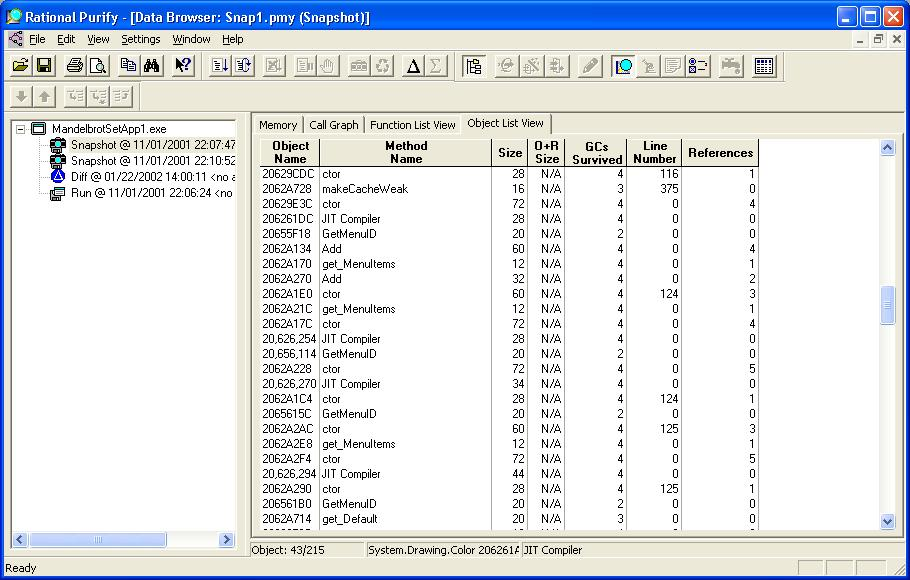 Rational Purify - [Data Browser: Snap1.pmy (Snapshot)]
File Edit View Settings Window Help
MandelbrotSetApp1.exe
Snapshot @ 11/01/2001 22:07:47
Snapshot @ 11/01/2001 22:10:52
Diff @ 01/22/2002 14:00:11 <no a
Run @ 11/01/2001 22:06:24 <no
Memory Call Graph Function List View Object List View
Object Name Method Name Size O+R Size GCs Survived Line Number References
20629CDC ctor 28 N/A 4 116 1
2062A728 makeCacheWeak 16 N/A 3 375 0
20629E3C ctor 72 N/A 4 0 4
206261DC JIT Compiler 28 N/A 4 0 0
20655F18 GetMenuID 20 N/A 2 0 0
2062A134 Add 60 N/A 4 0 4
2062A170 get_MenuItems 12 N/A 4 0 1
2062A270 Add 32 N/A 4 0 2
2062A1E0 ctor 60 N/A 4 124 3
2062A21C get_MenuItems 12 N/A 4 0 1
2062A17C ctor 72 N/A 4 0 4
20,626,254 JIT Compiler 28 N/A 4 0 0
20,656,114 GetMenuID 20 N/A 2 0 0
2062A228 ctor 72 N/A 4 0 5
20,626,270 JIT Compiler 34 N/A 4 0 0
2062A1C4 ctor 28 N/A 4 124 1
2065615C GetMenuID 20 N/A 2 0 0
2062A2AC ctor 60 N/A 4 125 3
2062A2E8 get_MenuItems 12 N/A 4 0 1
2062A2F4 ctor 72 N/A 4 0 5
20,626,294 JIT Compiler 44 N/A 4 0 0
2062A290 ctor 28 N/A 4 125 1
206561B0 GetMenuID 20 N/A 2 0 0
2062A714 get_Default 20 N/A 3 0 0
Object: 43/215 System.Drawing.Color 206261A JIT Compiler
Ready